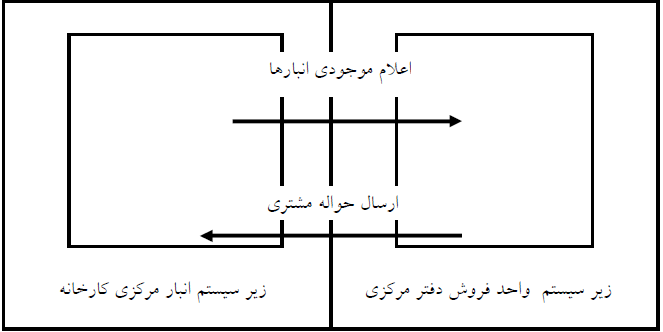 اعلام موجودی انبارها
ارسال حواله مشتری
زیر سیستم واحد فروش دفتر مرکزی
زیر سیستم انبار مرکزی کارخانه